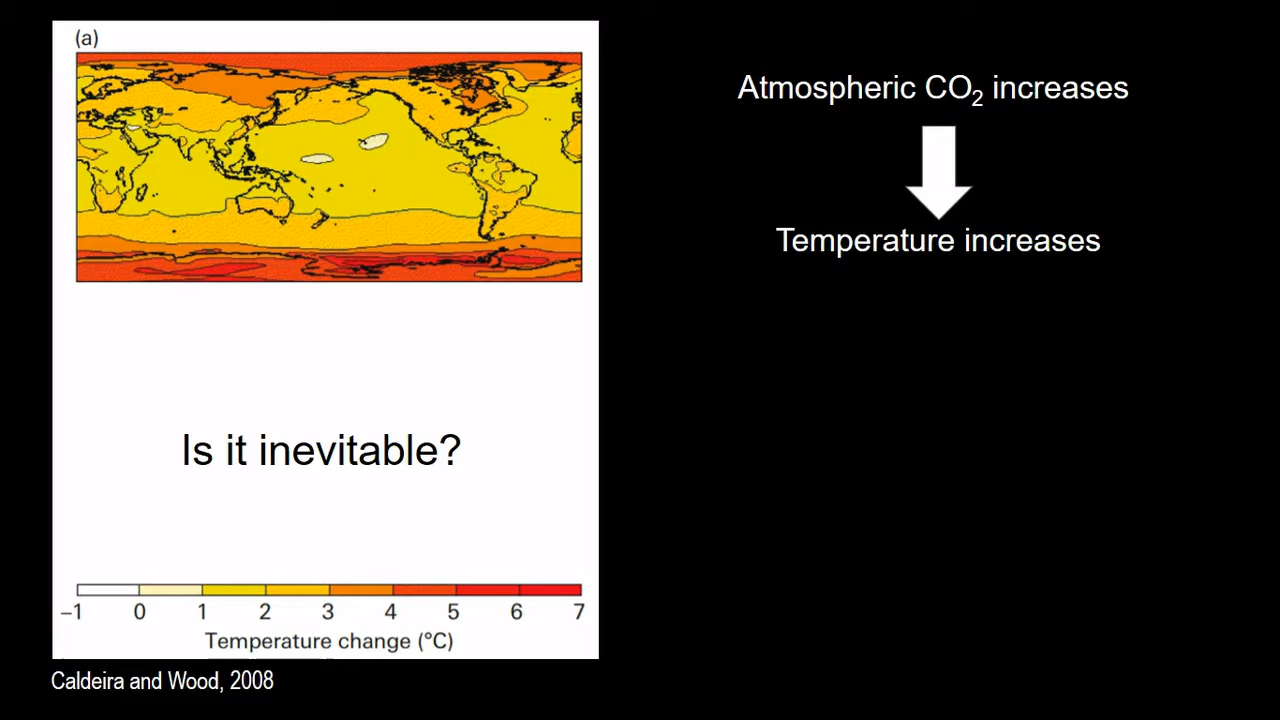 (a)
Atmospheric CO₂ increases
Temperature increases
Is it inevitable?
–1 0 1 2 3 4 5 6 7
Temperature change (°C)
Caldeira and Wood, 2008